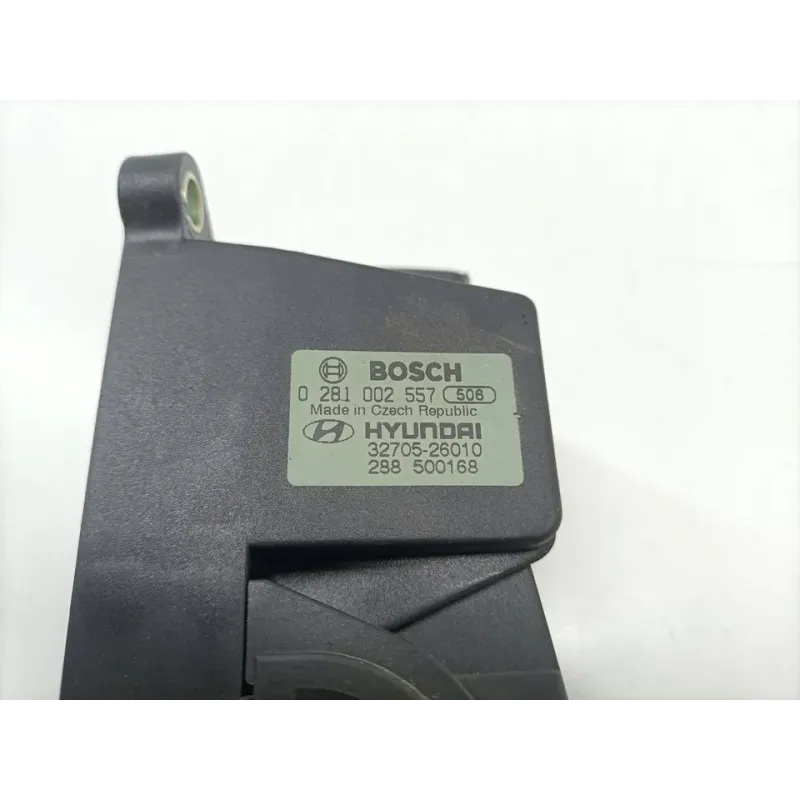 BOSCH
0 281 002 557 506
Made in Czech Republic
HYUNDAI
32705-26010
288 500168